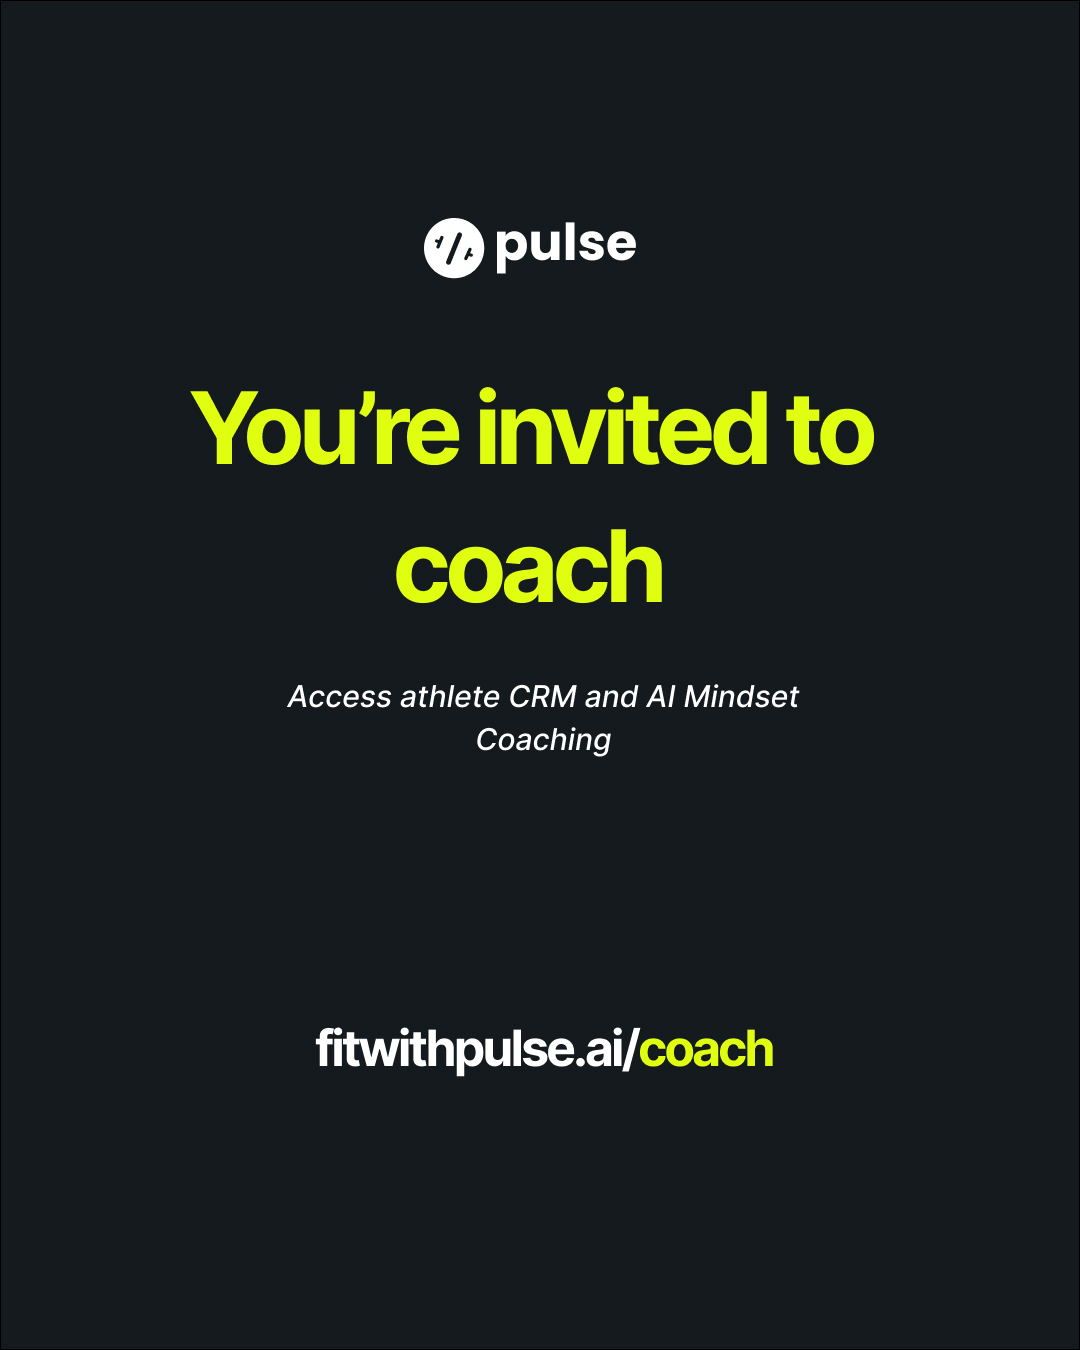 pulse
You’re invited to
coach
Access athlete CRM and AI Mindset
Coaching
fitwithpulse.ai/coach